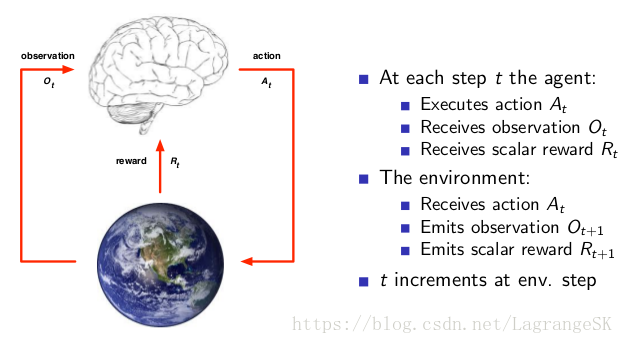 observation
O_t
action
A_t
reward R_t
■ At each step t the agent:
■ Executes action A_t
■ Receives observation O_t
■ Receives scalar reward R_t
■ The environment:
■ Receives action A_t
■ Emits observation O_{t+1}
■ Emits scalar reward R_{t+1}
■ t increments at env. step
https://blog.csdn.net/LagrangeSK